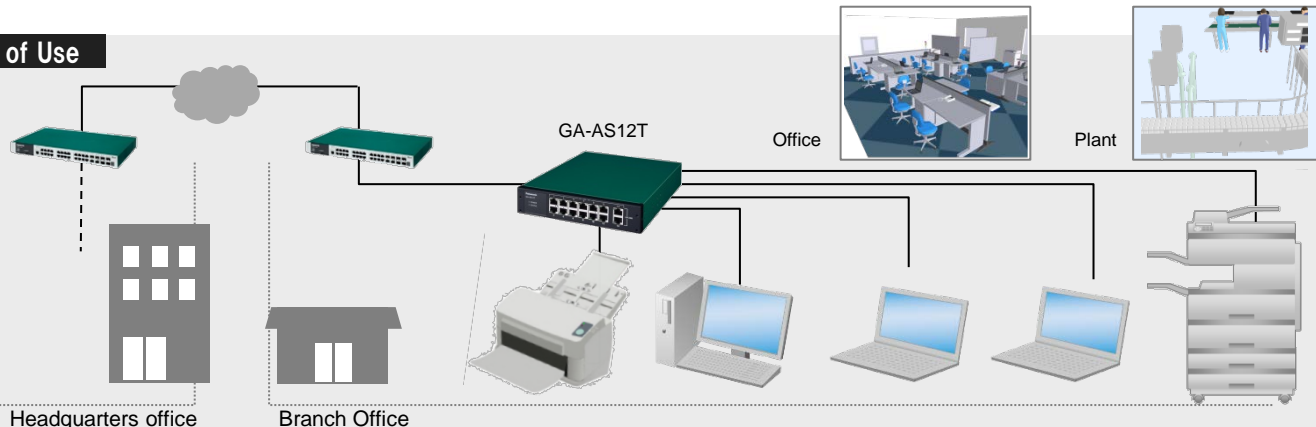 of Use
GA-AS12T
Office
Plant
Headquarters office
Branch Office